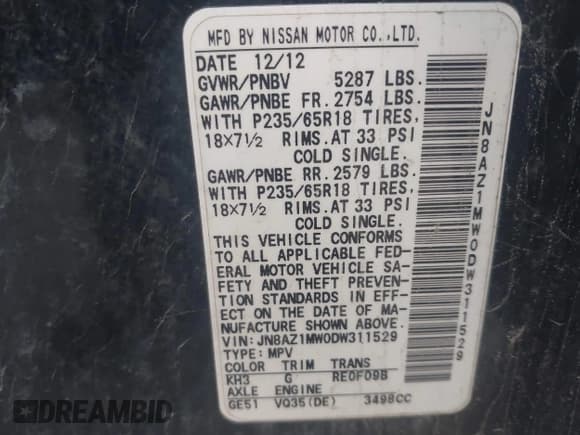 MFD BY NISSAN MOTOR CO.,LTD.
DATE 12/12
GVWR/PNBV 5287 LBS.
GAWR/PNBE FR. 2754 LBS.
WITH P235/65R18 TIRES,
18×7½ RIMS.AT 33 PSI
COLD SINGLE.
GAWR/PNBE RR. 2579 LBS.
WITH P235/65R18 TIRES,
18×7½ RIMS.AT 33 PSI
COLD SINGLE.
THIS VEHICLE CONFORMS
TO ALL APPLICABLE FED-
ERAL MOTOR VEHICLE SA-
FETY AND THEFT PREVEN-
TION STANDARDS IN EFF-
ECT ON THE DATE OF MA-
NUFACTURE SHOWN ABOVE.
VIN:JN8AZ1MW0DW311529
TYPE:MPV
COLOR TRIM TRANS
KH3 G RE0F09B
AXLE ENGINE
GE51 VQ35(DE) 3498CC
JN8AZ1MW0DW311529
DREAMBID